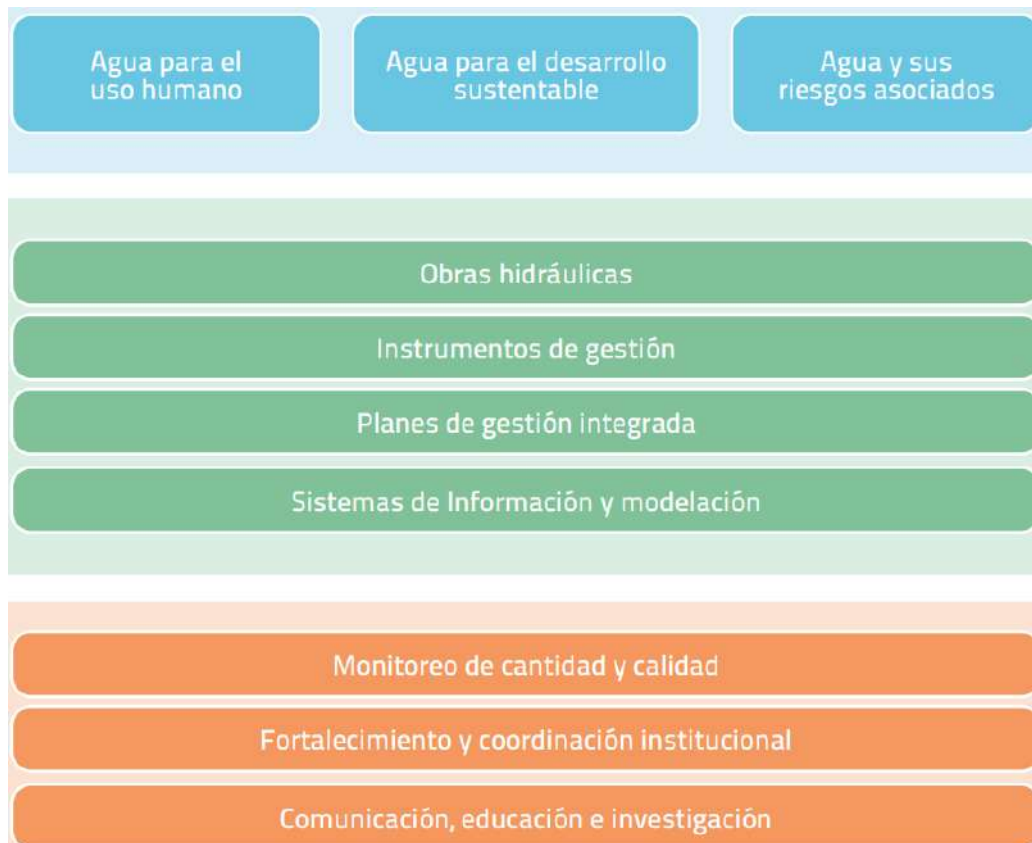 Agua para el
uso humano
Agua para el desarrollo
sustentable
Agua y sus
riesgos asociados
Obras hidráulicas
Instrumentos de gestión
Planes de gestión integrada
Sistemas de Información y modelación
Monitoreo de cantidad y calidad
Fortalecimiento y coordinación institucional
Comunicación, educación e investigación